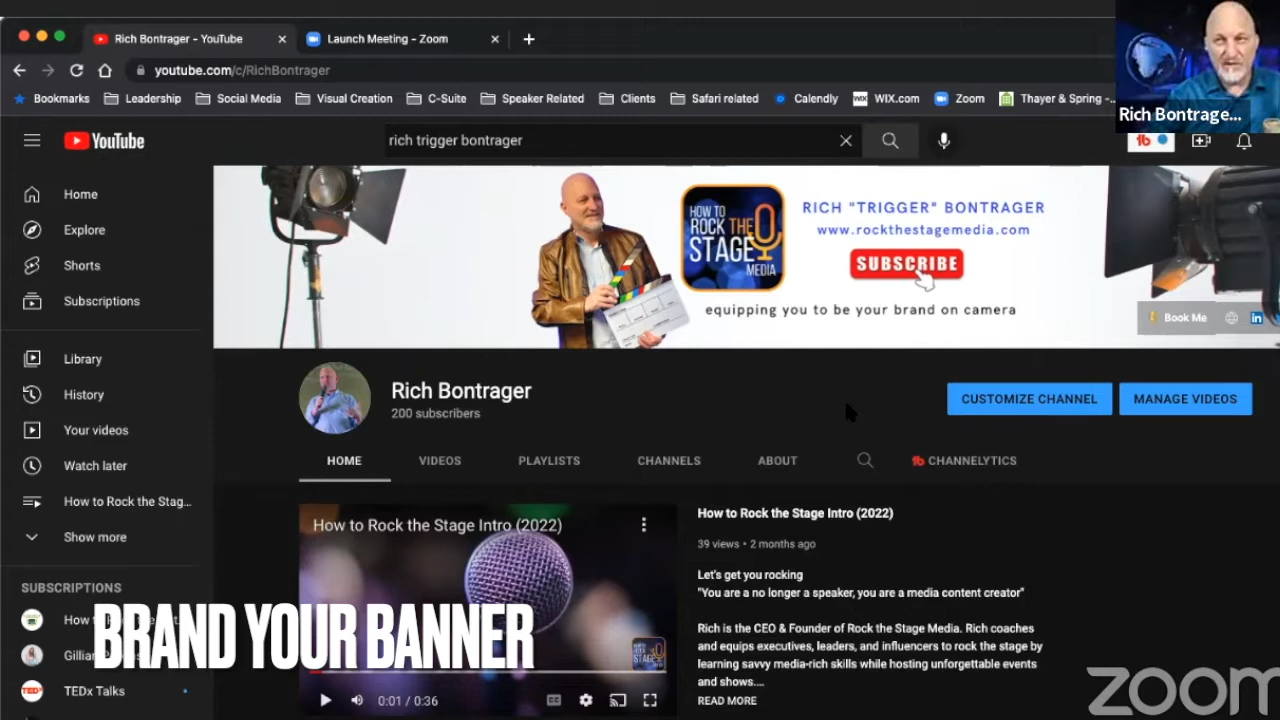 Rich Bontrager - YouTube
Launch Meeting - Zoom
youtube.com/c/RichBontrager
Bookmarks
Leadership
Social Media
Visual Creation
C-Suite
Speaker Related
Clients
Safari related
Calendly
WIX
WIX.com
Zoom
Thayer & Spring -...
Rich Bontrage...
YouTube
rich trigger bontrager
Home
Explore
Shorts
Subscriptions
Library
History
Your videos
Watch later
How to Rock the Stag...
Show more
SUBSCRIPTIONS
TEDx
TEDx Talks
HOW TO
ROCK THE
STAGE
MEDIA
RICH "TRIGGER" BONTRAGER
www.rockthestagemedia.com
SUBSCRIBE
equipping you to be your brand on camera
Book Me
Rich Bontrager
200 subscribers
CUSTOMIZE CHANNEL
MANAGE VIDEOS
HOME
VIDEOS
PLAYLISTS
CHANNELS
ABOUT
CHANNELYTICS
How to Rock the Stage Intro (2022)
0:01 / 0:36
How to Rock the Stage Intro (2022)
39 views • 2 months ago
Let's get you rocking
"You are a no longer a speaker, you are a media content creator"
Rich is the CEO & Founder of Rock the Stage Media. Rich coaches
and equips executives, leaders, and influencers to rock the stage by
learning savvy media-rich skills while hosting unforgettable events
and shows....
READ MORE
BRAND YOUR BANNER
zoom